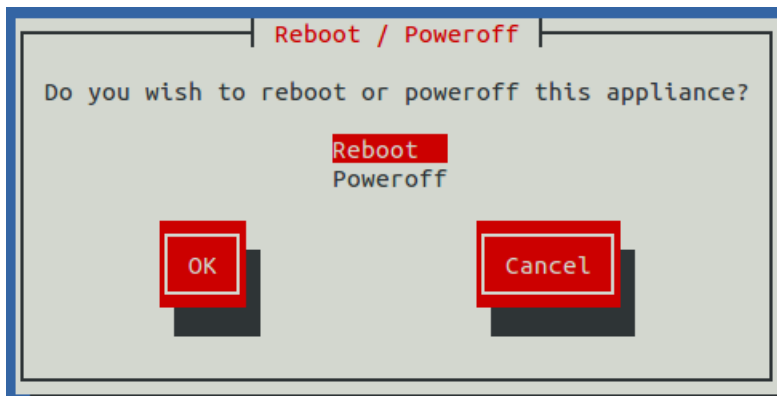 Reboot / Poweroff
Do you wish to reboot or poweroff this appliance?
Reboot
Poweroff
OK Cancel